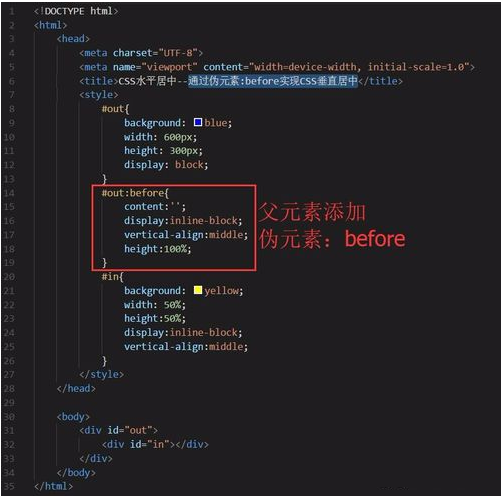 1 <!DOCTYPE html>
2 <html>
3 <head>
4 <meta charset="UTF-8">
5 <meta name="viewport" content="width=device-width, initial-scale=1.0">
6 <title>CSS水平居中--通过伪元素:before实现CSS垂直居中</title>
7 <style>
8 #out{
9 background: blue;
10 width: 600px;
11 height: 300px;
12 display: block;
13 }
14 #out:before{
15 content:'';
16 display:inline-block;
17 vertical-align:middle;
18 height:100%;
19 }
20 #in{
21 background: yellow;
22 width: 50%;
23 height:50%;
24 display:inline-block;
25 vertical-align:middle;
26 }
27 </style>
28 </head>
29
30 <body>
31 <div id="out">
32 <div id="in"></div>
33 </div>
34 </body>
35 </html>
父元素添加
伪元素：before